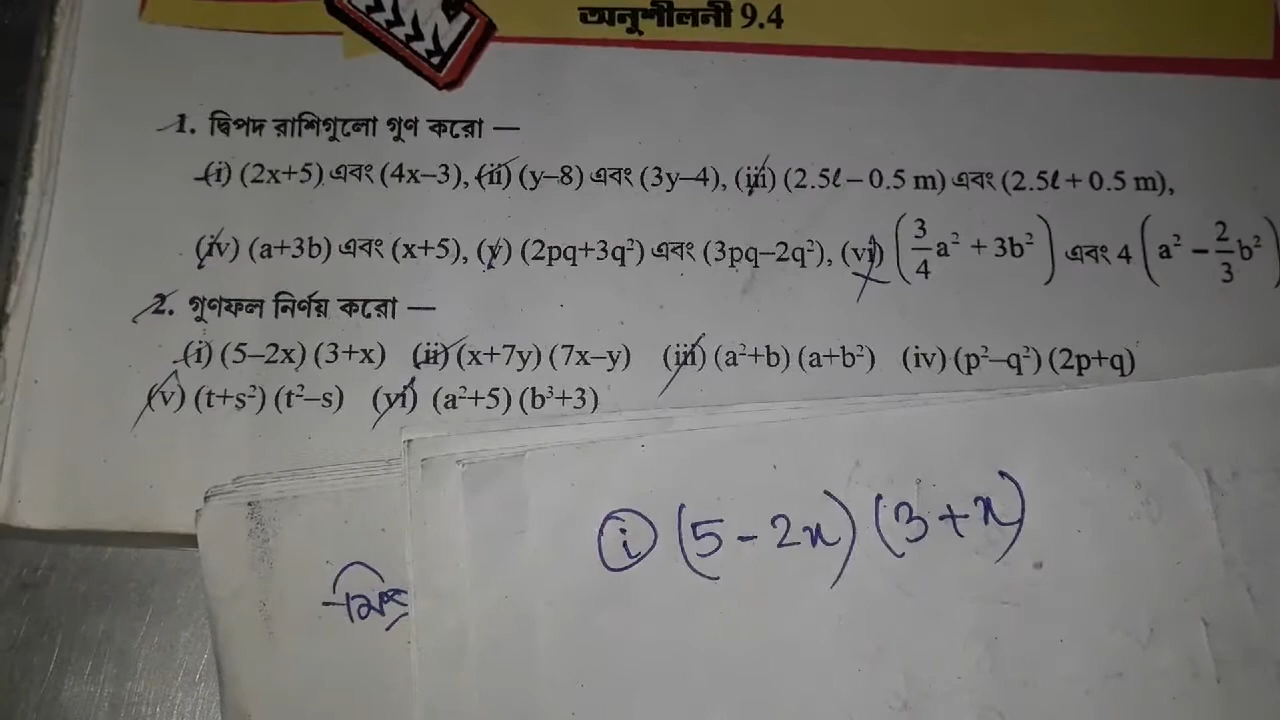 অনুশীলনী 9.4
1. দ্বিপদ রাশিগুলো গুণ করো —
(i) (2x+5) এবং (4x–3), (ii) (y–8) এবং (3y–4), (iii) (2.5ℓ – 0.5 m) এবং (2.5ℓ + 0.5 m),
(iv) (a+3b) এবং (x+5), (v) (2pq+3q²) এবং (3pq–2q²), (vi) (3/4 a² + 3b²) এবং 4 (a² – 2/3 b²)
2. গুণফল নির্ণয় করো —
(i) (5–2x) (3+x) (ii) (x+7y) (7x–y) (iii) (a²+b) (a+b²) (iv) (p²–q²) (2p+q)
(v) (t+s²) (t²–s) (vi) (a²+5) (b³+3)
(i) (5-2x) (3+x)